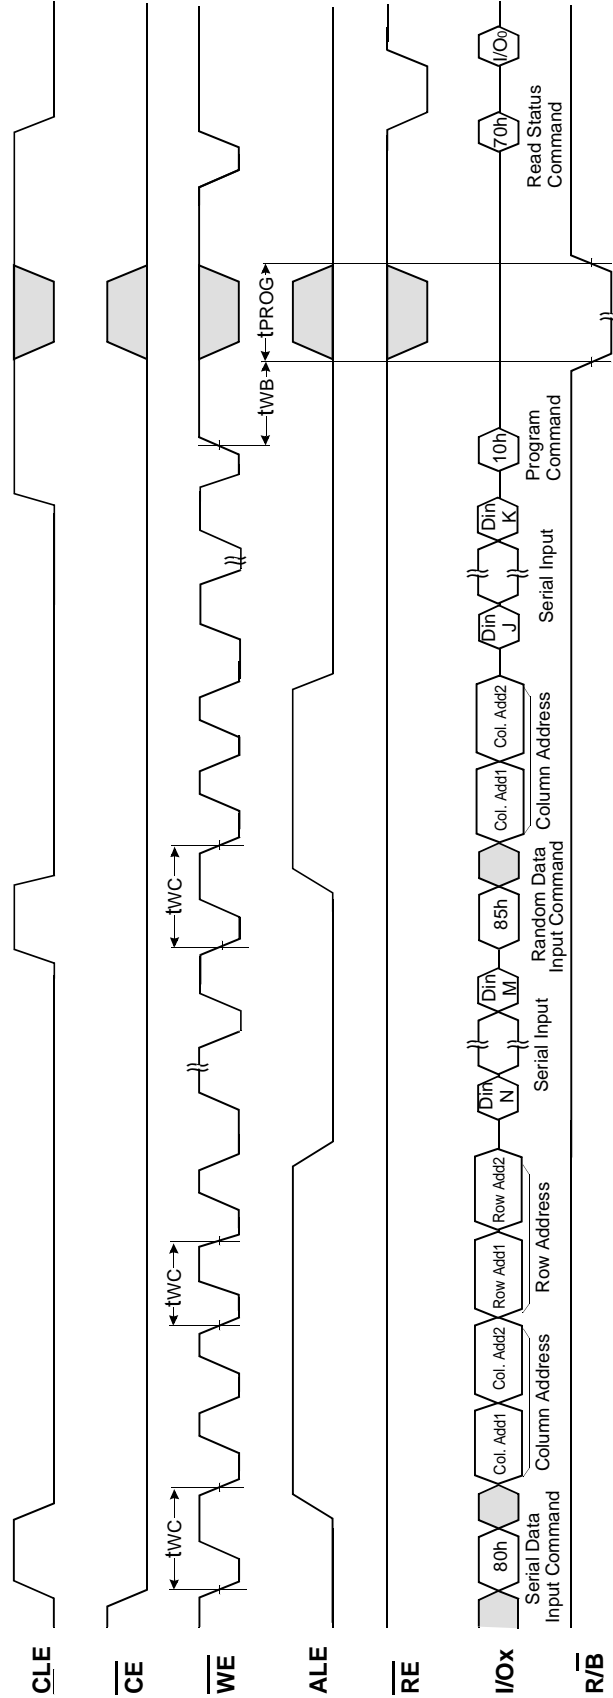 CLE
CE
WE
tWC
tWC
tWC
tWB
tPROG
ALE
RE
I/Ox
80h
Col. Add1
Col. Add2
Row Add1
Row Add2
Din
N
Din
M
85h
Col. Add1
Col. Add2
Din
J
Din
K
10h
70h
I/O0
Serial Data
Input Command
Column Address
Row Address
Serial Input
Random Data
Input Command
Column Address
Serial Input
Program
Command
Read Status
Command
R/B